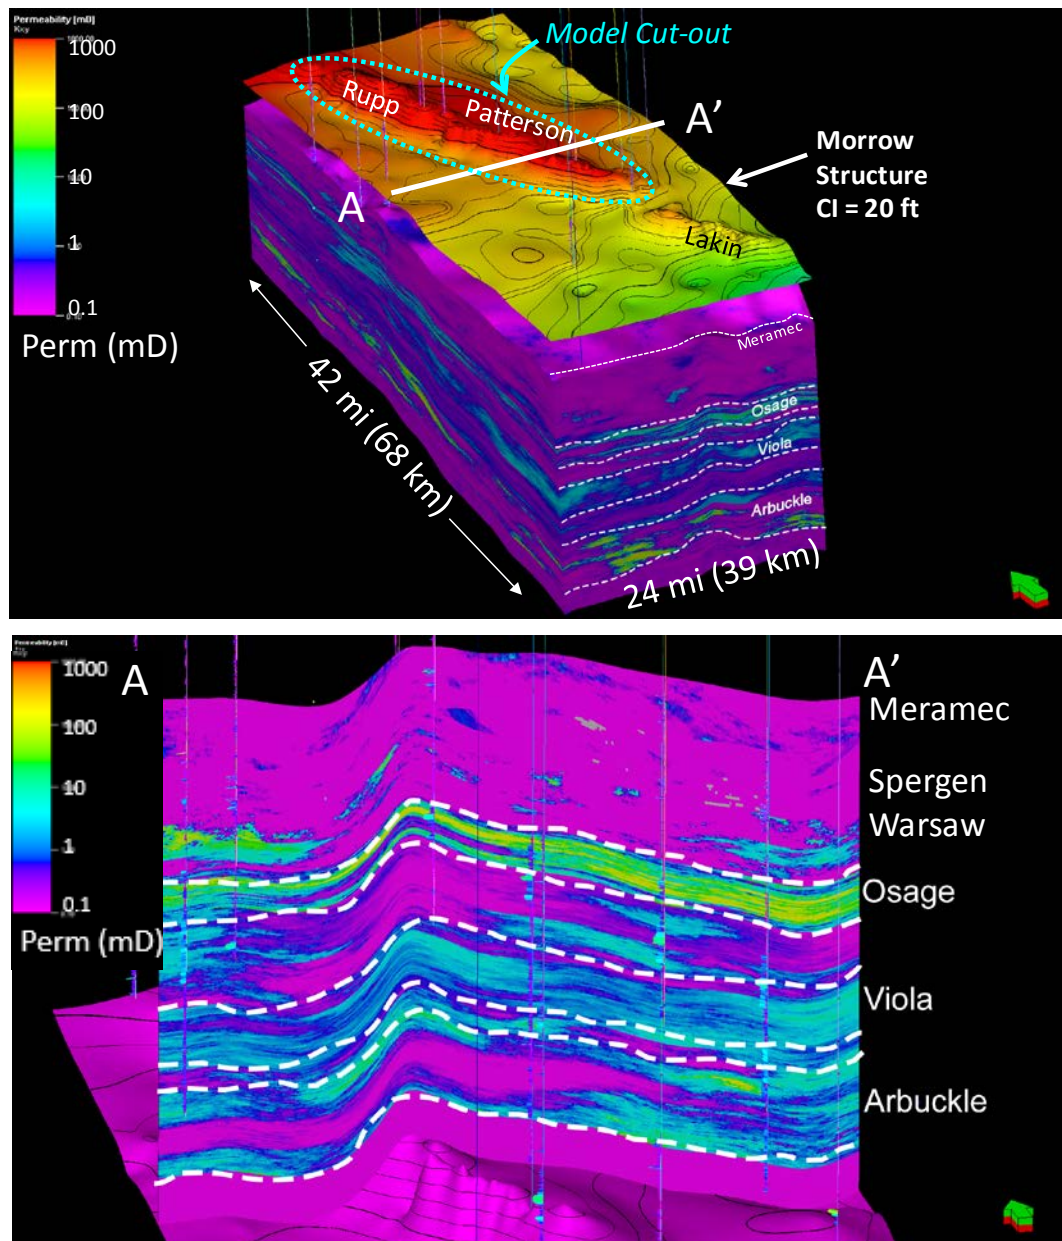 Permeability [mD]
1000
100
10
1
0.1
Perm (mD)
Model Cut-out
Rupp
Patterson
A
A’
Morrow
Structure
CI = 20 ft
Lakin
Meramec
Osage
Viola
Arbuckle
42 mi (68 km)
24 mi (39 km)
Permeability [mD]
1000
100
10
1
0.1
Perm (mD)
A
A’
Meramec
Spergen
Warsaw
Osage
Viola
Arbuckle